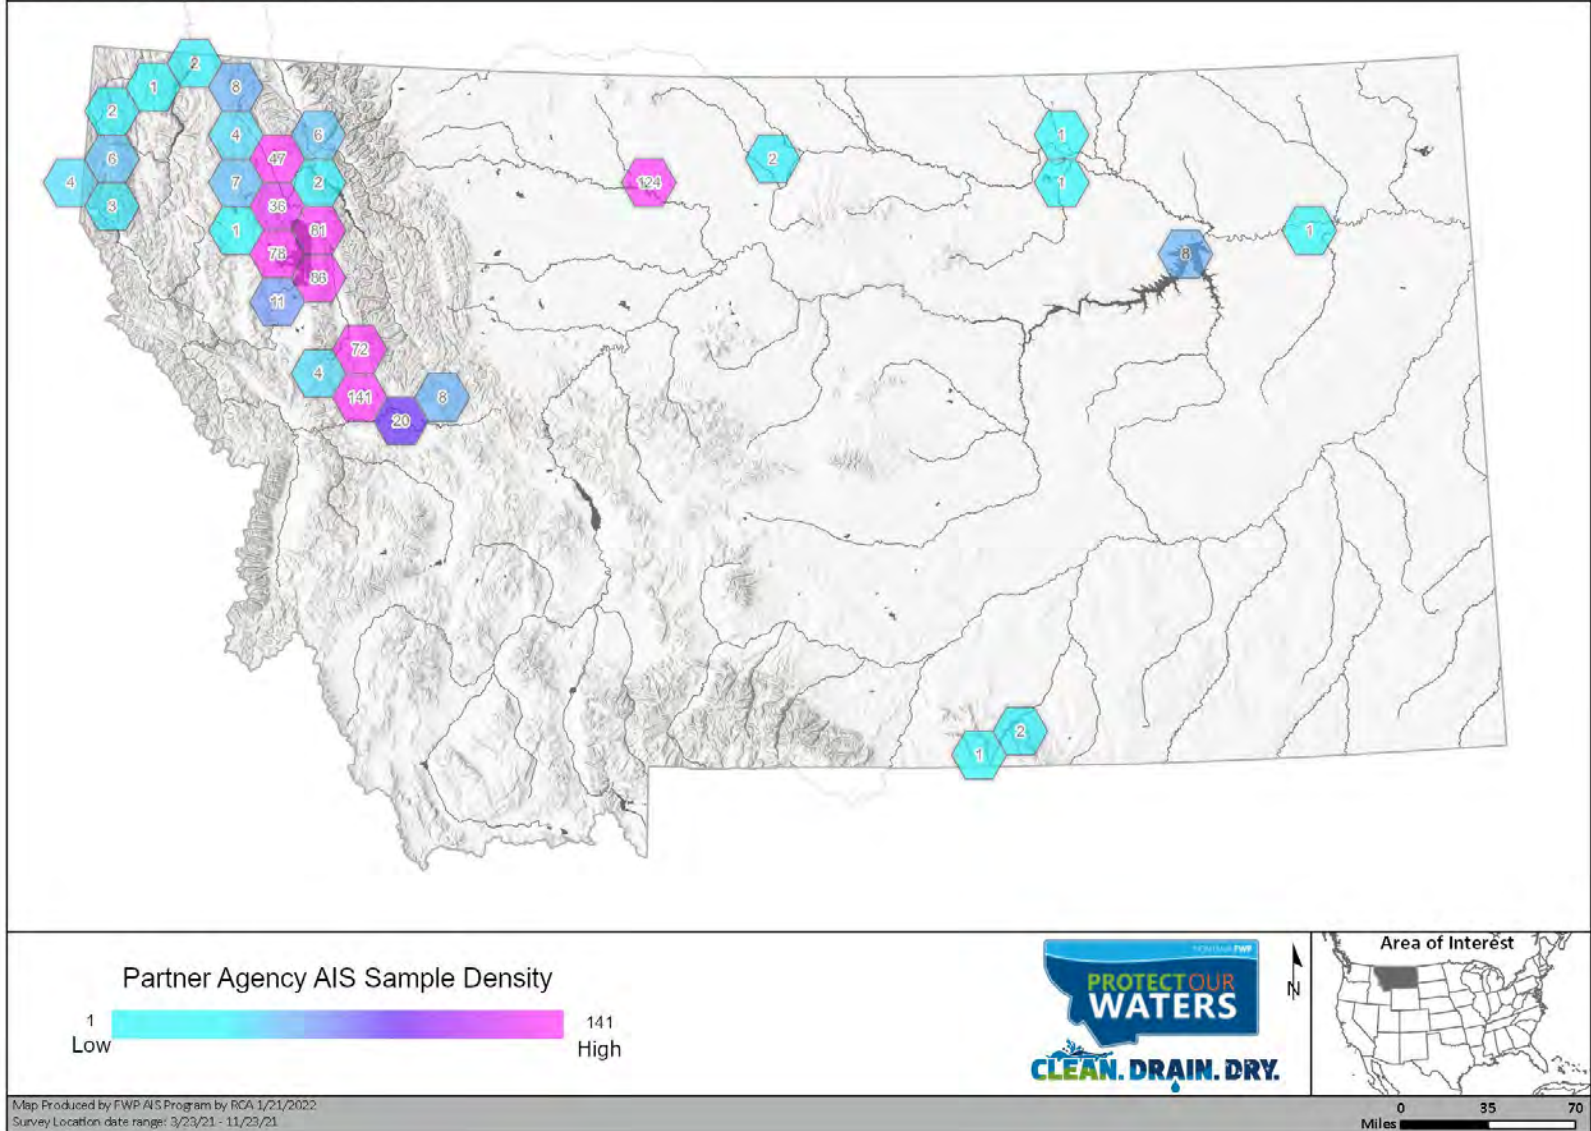 2
1
8
2
4
6
6
47
4
7
2
124
2
1
1
3
36
1
81
1
78
8
86
11
72
4
141
8
20
2
1
Partner Agency AIS Sample Density
1
Low
141
High
MONTANA FWP
PROTECT OUR
WATERS
CLEAN. DRAIN. DRY.
N
Area of Interest
Map Produced by FWP AIS Program by RCA 1/21/2022
Survey Location date range: 3/23/21 - 11/23/21
0 35 70
Miles